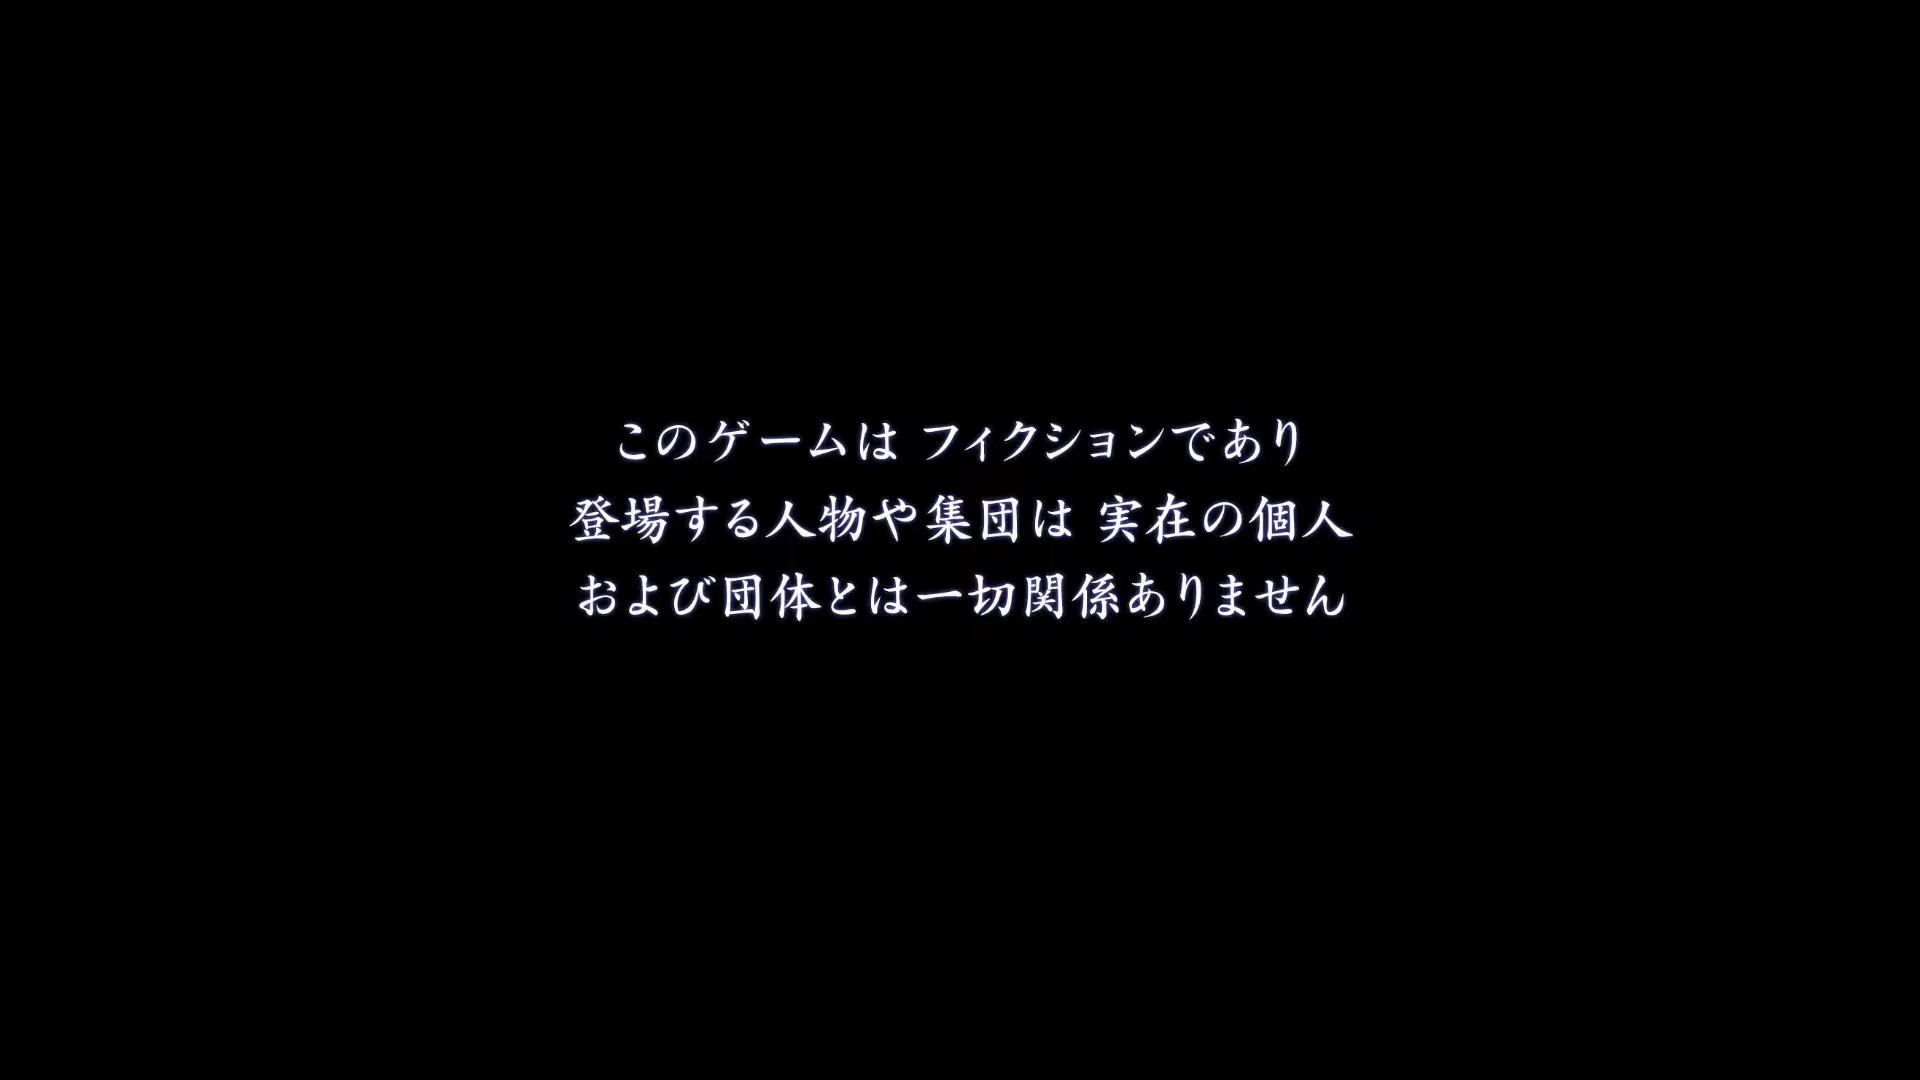 このゲームは フィクションであり
登場する人物や集団は 実在の個人
および団体とは一切関係ありません